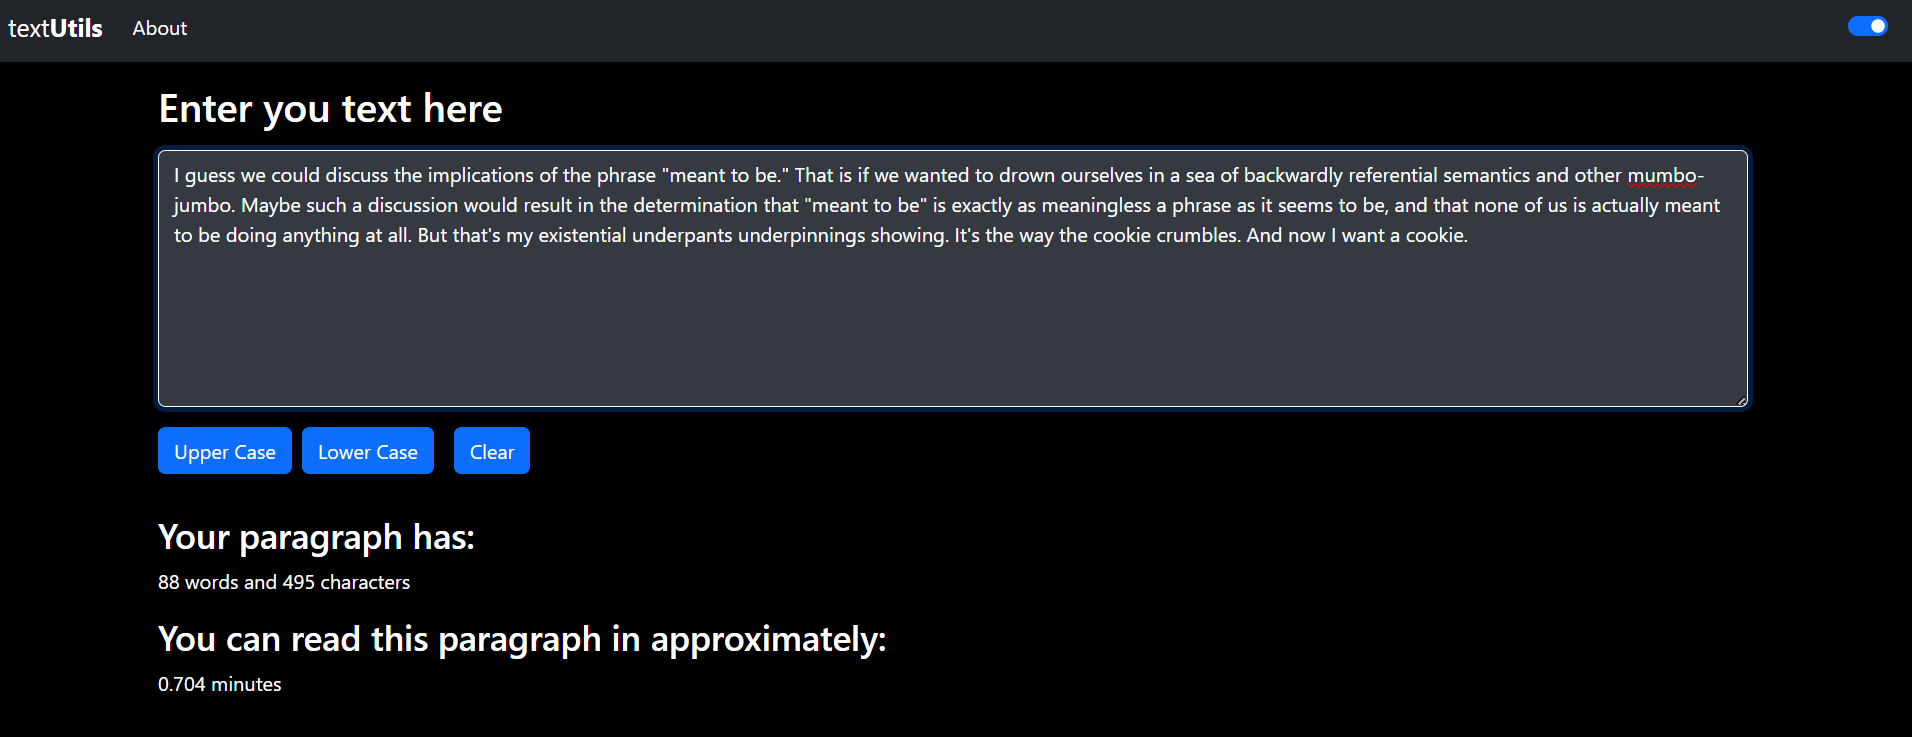 textUtils About
Enter you text here
I guess we could discuss the implications of the phrase "meant to be." That is if we wanted to drown ourselves in a sea of backwardly referential semantics and other mumbo-
jumbo. Maybe such a discussion would result in the determination that "meant to be" is exactly as meaningless a phrase as it seems to be, and that none of us is actually meant
to be doing anything at all. But that's my existential underpants underpinnings showing. It's the way the cookie crumbles. And now I want a cookie.
Upper Case Lower Case Clear
Your paragraph has:
88 words and 495 characters
You can read this paragraph in approximately:
0.704 minutes